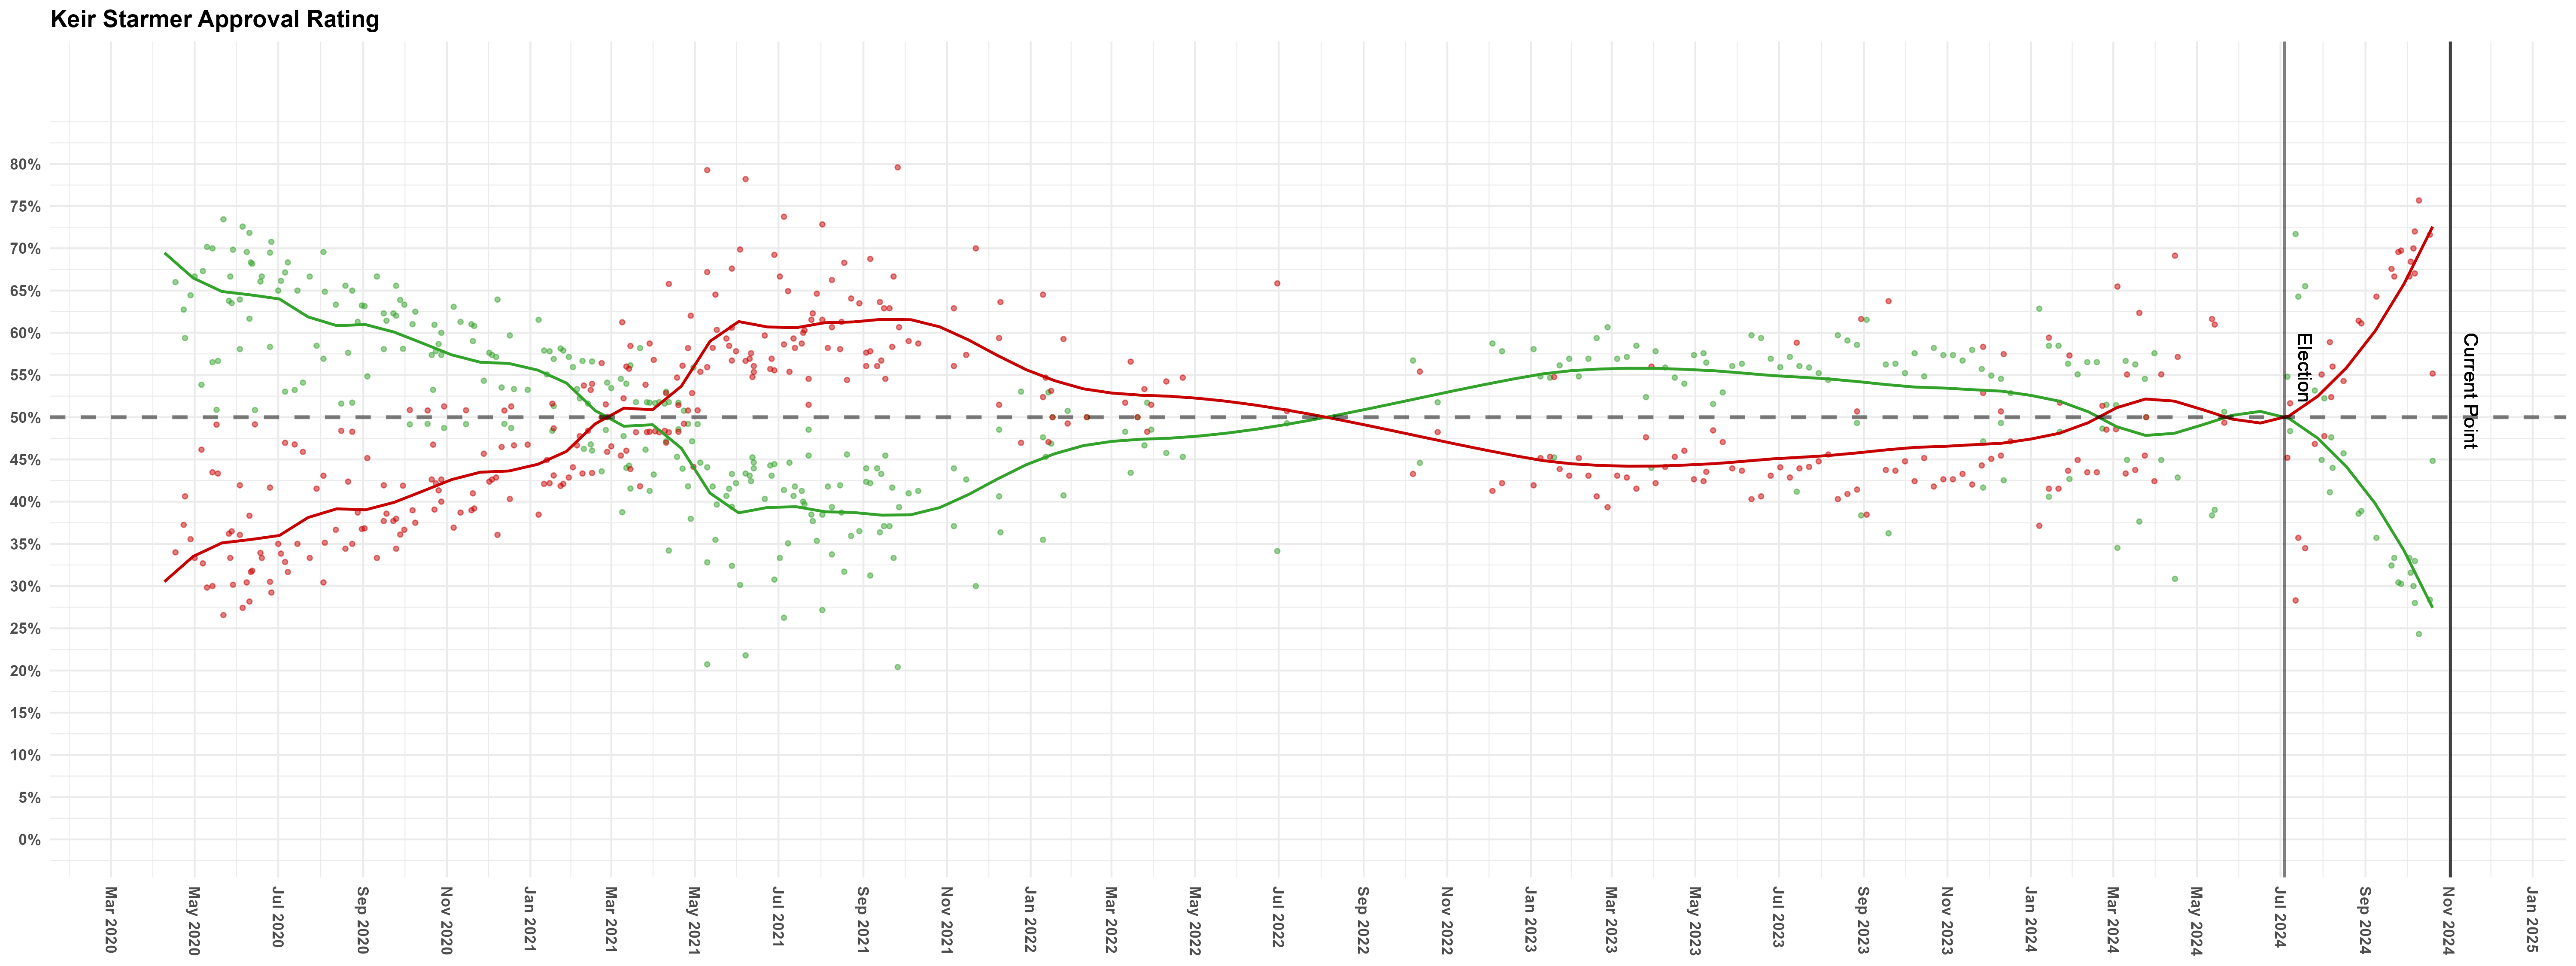 Keir Starmer Approval Rating
80%
75%
70%
65%
60%
55%
50%
45%
40%
35%
30%
25%
20%
15%
10%
5%
0%
Election
Current Point
Mar 2020
May 2020
Jul 2020
Sep 2020
Nov 2020
Jan 2021
Mar 2021
May 2021
Jul 2021
Sep 2021
Nov 2021
Jan 2022
Mar 2022
May 2022
Jul 2022
Sep 2022
Nov 2022
Jan 2023
Mar 2023
May 2023
Jul 2023
Sep 2023
Nov 2023
Jan 2024
Mar 2024
May 2024
Jul 2024
Sep 2024
Nov 2024
Jan 2025